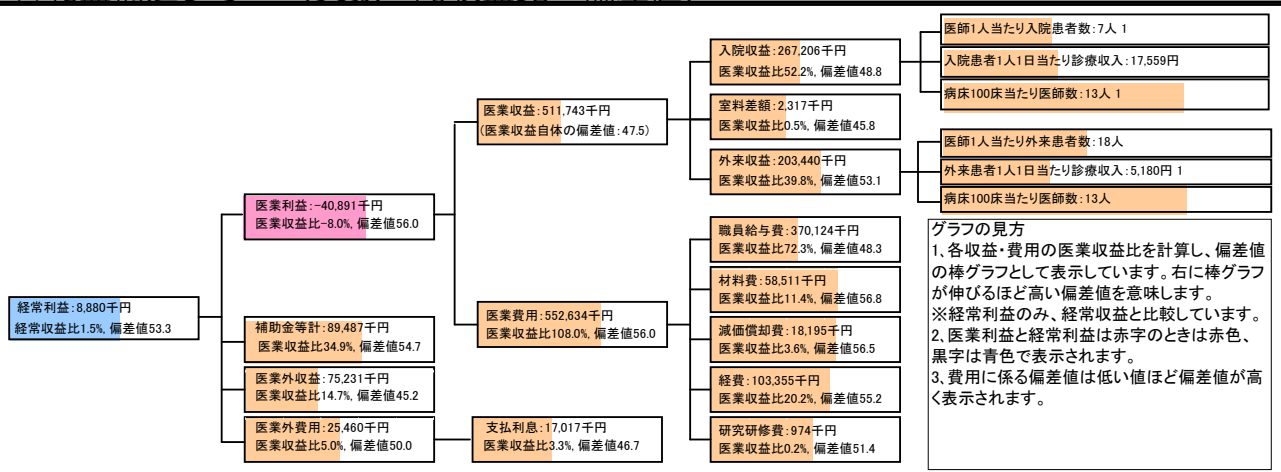 経常利益:8,880千円
経常収益比1.5%, 偏差値53.3
医業利益:-40,891千円
医業収益比-8.0%, 偏差値56.0
補助金等計:89,487千円
医業収益比34.9%, 偏差値54.7
医業外収益:75,231千円
医業収益比14.7%, 偏差値45.2
医業外費用:25,460千円
医業収益比5.0%, 偏差値50.0
医業収益:511,743千円
(医業収益自体の偏差値:47.5)
医業費用:552,634千円
医業収益比108.0%, 偏差値56.0
支払利息:17,017千円
医業収益比3.3%, 偏差値46.7
入院収益:267,206千円
医業収益比52.2%, 偏差値48.8
室料差額:2,317千円
医業収益比0.5%, 偏差値45.8
外来収益:203,440千円
医業収益比39.8%, 偏差値53.1
職員給与費:370,124千円
医業収益比72.3%, 偏差値48.3
材料費:58,511千円
医業収益比11.4%, 偏差値56.8
減価償却費:18,195千円
医業収益比3.6%, 偏差値56.5
経費:103,355千円
医業収益比20.2%, 偏差値55.2
研究研修費:974千円
医業収益比0.2%, 偏差値51.4
医師1人当たり入院患者数:7人 1
入院患者1人1日当たり診療収入:17,559円
病床100床当たり医師数:13人 1
医師1人当たり外来患者数:18人
外来患者1人1日当たり診療収入:5,180円 1
病床100床当たり医師数:13人
グラフの見方
1、各収益・費用の医業収益比を計算し、偏差値
の棒グラフとして表示しています。右に棒グラフ
が伸びるほど高い偏差値を意味します。
※経常利益のみ、経常収益と比較しています。
2、医業利益と経常利益は赤字のときは赤色、
黒字は青色で表示されます。
3、費用に係る偏差値は低い値ほど偏差値が高
く表示されます。